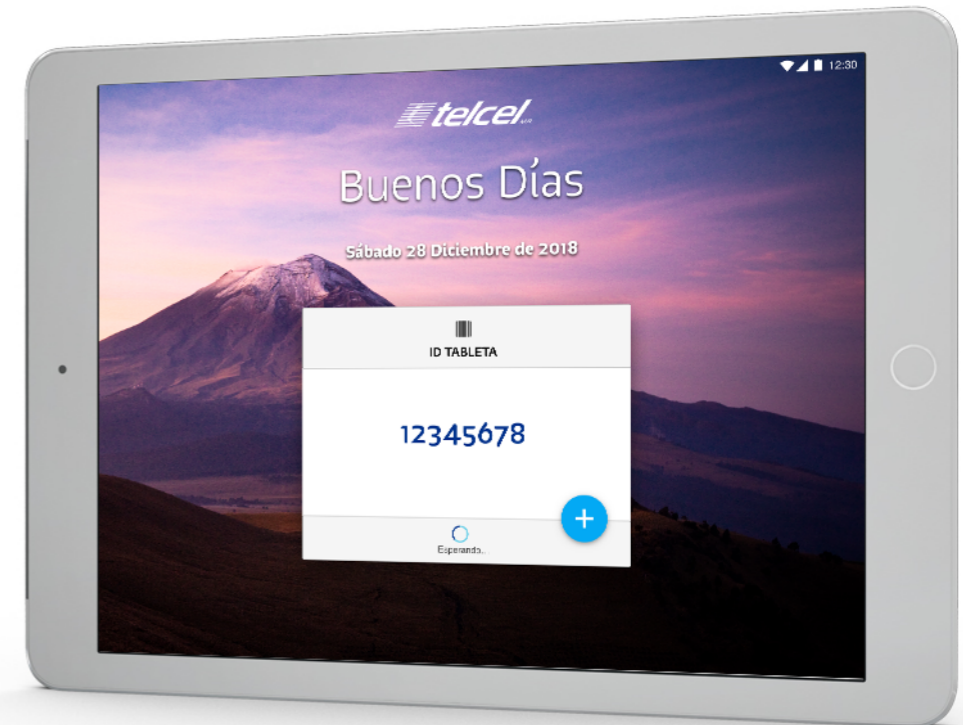 12:30
telcel
Buenos Días
Sábado 28 Diciembre de 2018
ID TABLETA
12345678
+
Esperando...